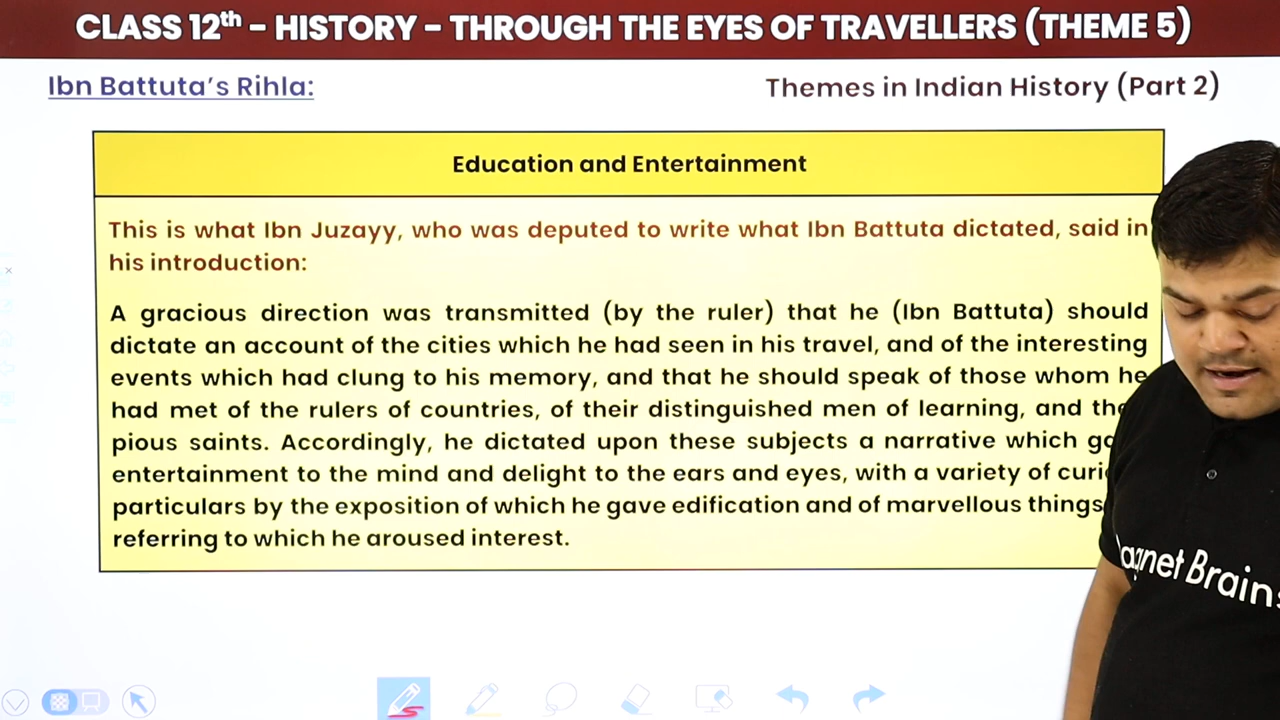 CLASS 12th - HISTORY - THROUGH THE EYES OF TRAVELLERS (THEME 5)
Ibn Battuta's Rihla:
Themes in Indian History (Part 2)
Education and Entertainment
This is what Ibn Juzayy, who was deputed to write what Ibn Battuta dictated, said in
his introduction:
A gracious direction was transmitted (by the ruler) that he (Ibn Battuta) should
dictate an account of the cities which he had seen in his travel, and of the interesting
events which had clung to his memory, and that he should speak of those whom he
had met of the rulers of countries, of their distinguished men of learning, and
pious saints. Accordingly, he dictated upon these subjects a narrative which
entertainment to the mind and delight to the ears and eyes, with a variety of
particulars by the exposition of which he gave edification and of marvellous things
referring to which he aroused interest.
Brains